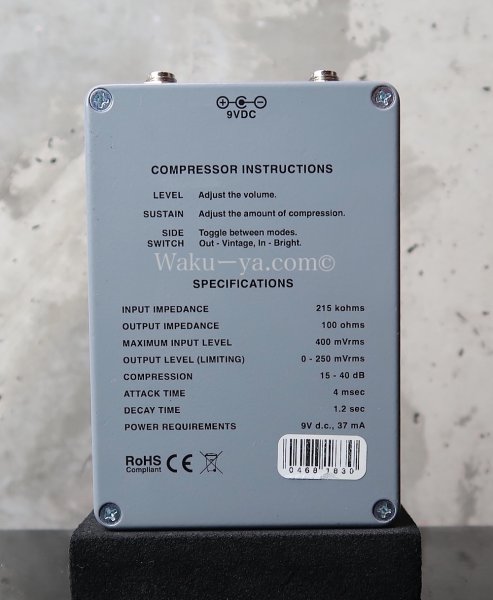 9VDC
COMPRESSOR INSTRUCTIONS
LEVEL Adjust the volume.
SUSTAIN Adjust the amount of compression.
SIDE Toggle between modes.
SWITCH Out - Vintage, In - Bright.
Waku-ya.com©
SPECIFICATIONS
INPUT IMPEDANCE 215 kohms
OUTPUT IMPEDANCE 100 ohms
MAXIMUM INPUT LEVEL 400 mVrms
OUTPUT LEVEL (LIMITING) 0 - 250 mVrms
COMPRESSION 15 - 40 dB
ATTACK TIME 4 msec
DECAY TIME 1.2 sec
POWER REQUIREMENTS 9V d.c., 37 mA
RoHS CE
Compliant
0468 1830